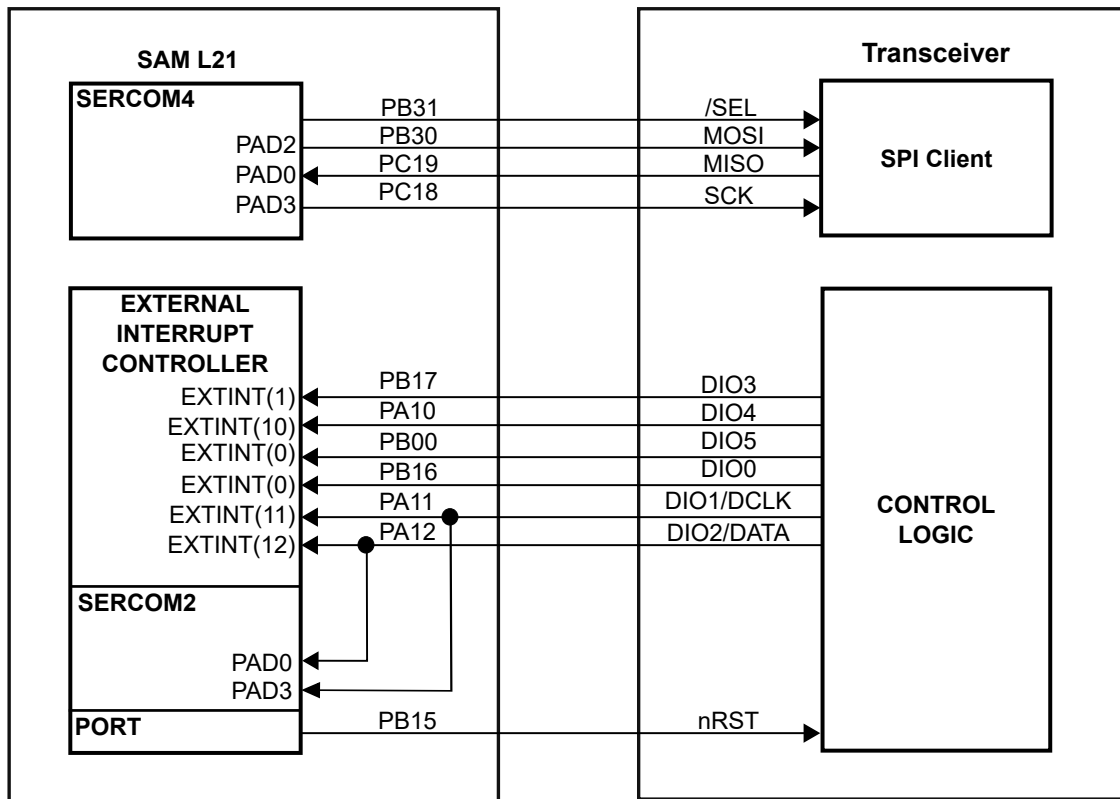 SAM L21
Transceiver
SERCOM4
PB31
/SEL
PAD2
PB30
MOSI
SPI Client
PAD0
PC19
MISO
PAD3
PC18
SCK
EXTERNAL
INTERRUPT
CONTROLLER
EXTINT(1)
PB17
DIO3
EXTINT(10)
PA10
DIO4
EXTINT(0)
PB00
DIO5
EXTINT(0)
PB16
DIO0
EXTINT(11)
PA11
DIO1/DCLK
EXTINT(12)
PA12
DIO2/DATA
CONTROL
LOGIC
SERCOM2
PAD0
PAD3
PORT
PB15
nRST